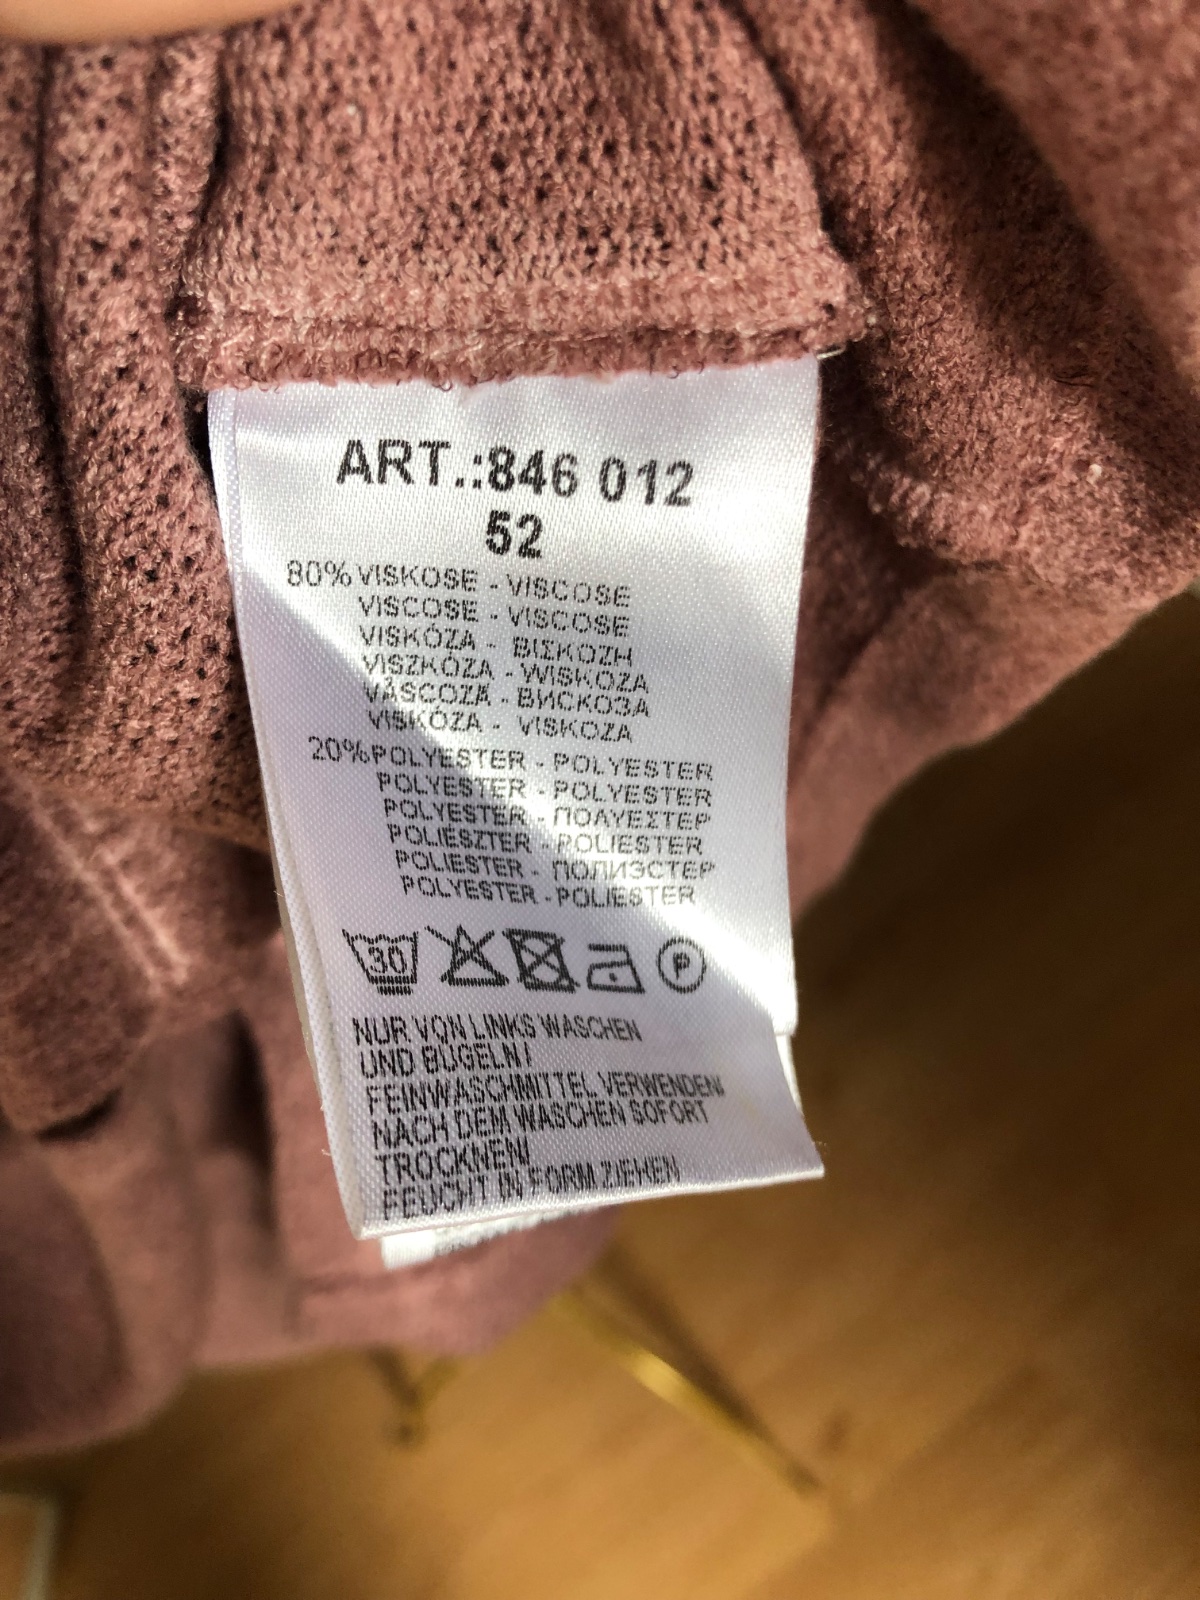 ART.:846 012
52
80% VISKOSE - VISCOSE
VISCOSE - VISCOSE
VISKÓZA - ΒΙΣΚΟΖΗ
VISZKÓZA - WISKOZA
VÂSCOZĂ - ВИСКОЗА
VISKÓZA - VISKOZA
20% POLYESTER - POLYESTER
POLYESTER - POLYESTER
POLYESTER - ΠΟΛΥΕΣΤΕΡ
POLIÉSZTER - POLIESTER
POLIESTER - ПОЛИЭСТЕР
POLYESTER - POLIESTER
30
P
NUR VON LINKS WASCHEN
UND BÜGELN!
FEINWASCHMITTEL VERWENDEN!
NACH DEM WASCHEN SOFORT
TROCKNEN!
FEUCHT IN FORM ZIEHEN